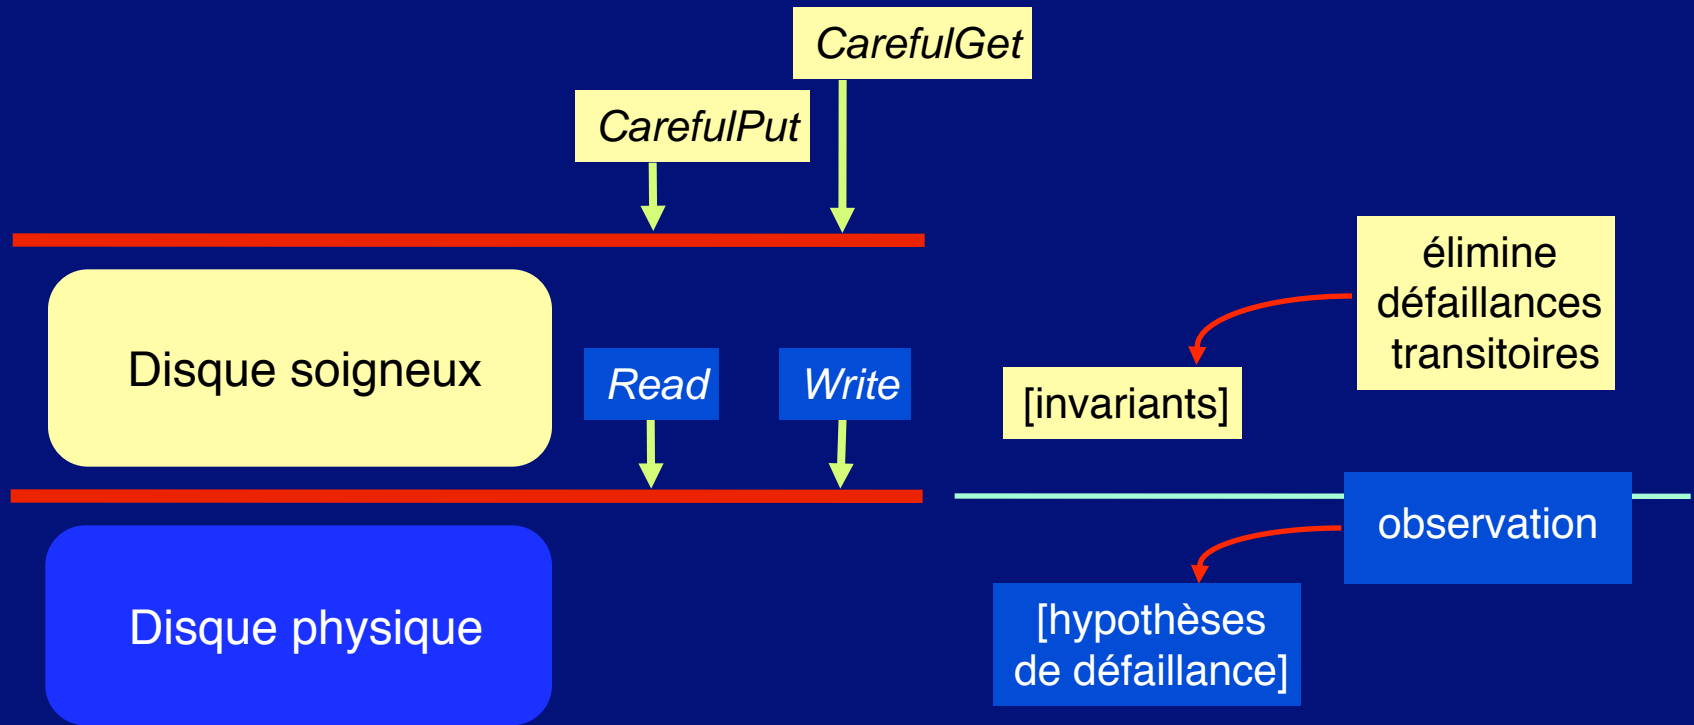 CarefulGet
CarefulPut
élimine
défaillances
transitoires
Disque soigneux
Read
Write
[invariants]
observation
Disque physique
[hypothèses
de défaillance]